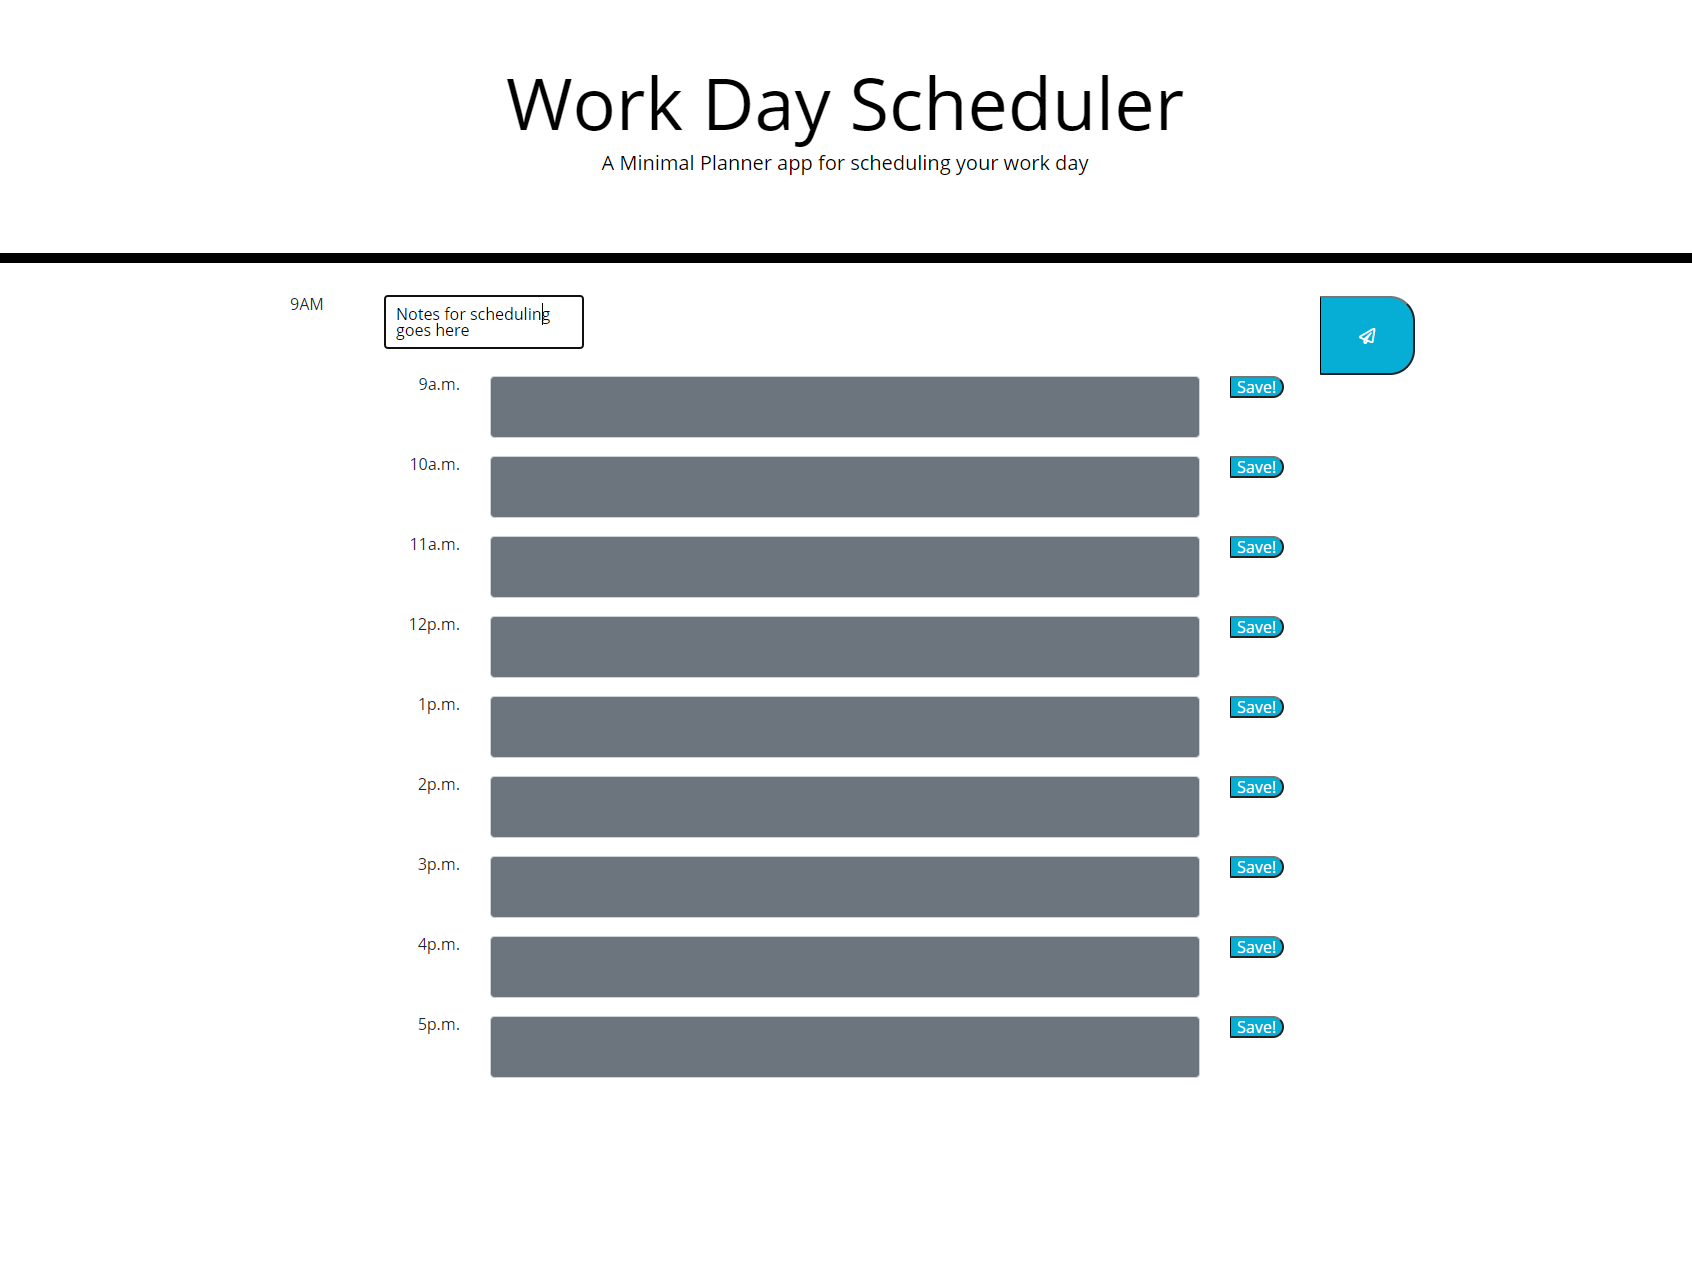 Work Day Scheduler
A Minimal Planner app for scheduling your work day
9AM
Notes for scheduling
goes here
9a.m.
Save!
10a.m.
Save!
11a.m.
Save!
12p.m.
Save!
1p.m.
Save!
2p.m.
Save!
3p.m.
Save!
4p.m.
Save!
5p.m.
Save!